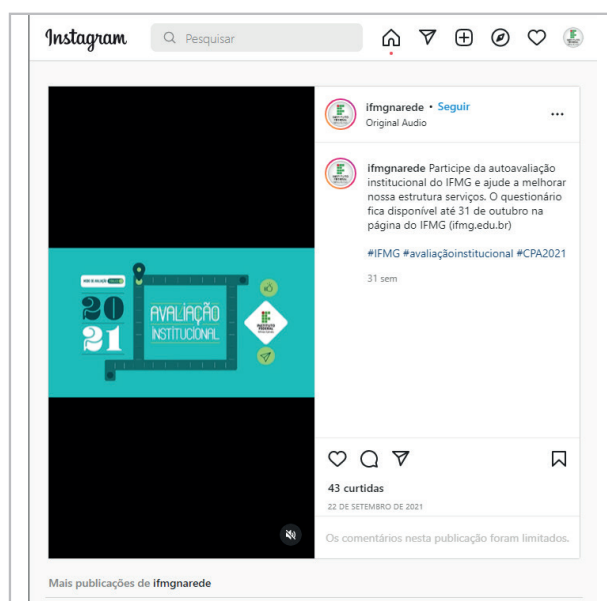 Instagram
Pesquisar
ifmgnarede • Seguir
Original Audio
ifmgnarede Participe da autoavaliação
institucional do IFMG e ajude a melhorar
nossa estrutura serviços. O questionário
fica disponível até 31 de outubro na
página do IFMG (ifmg.edu.br)
#IFMG #avaliaçãoinstitucional #CPA2021
31 sem
20
21
AVALIAÇÃO
INSTITUCIONAL
INSTITUTO
FEDERAL
43 curtidas
22 DE SETEMBRO DE 2021
Os comentários nesta publicação foram limitados.
Mais publicações de ifmgnarede